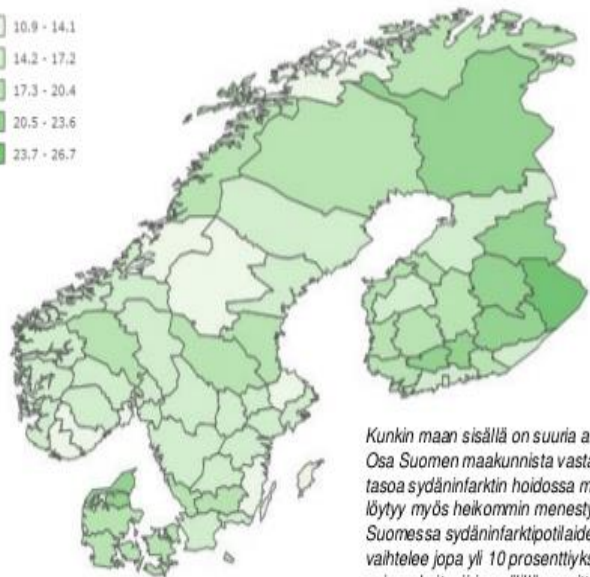 10.9 - 14.1
14.2 - 17.2
17.3 - 20.4
20.5 - 23.6
23.7 - 26.7
Kunkin maan sisällä on suuria a
Osa Suomen maakunnista vasta
tasoa sydäninfarktin hoidossa m
löytyy myös heikommin menesty
Suomessa sydäninfarktipotilaide
vaihtelee jopa yli 10 prosenttiyks